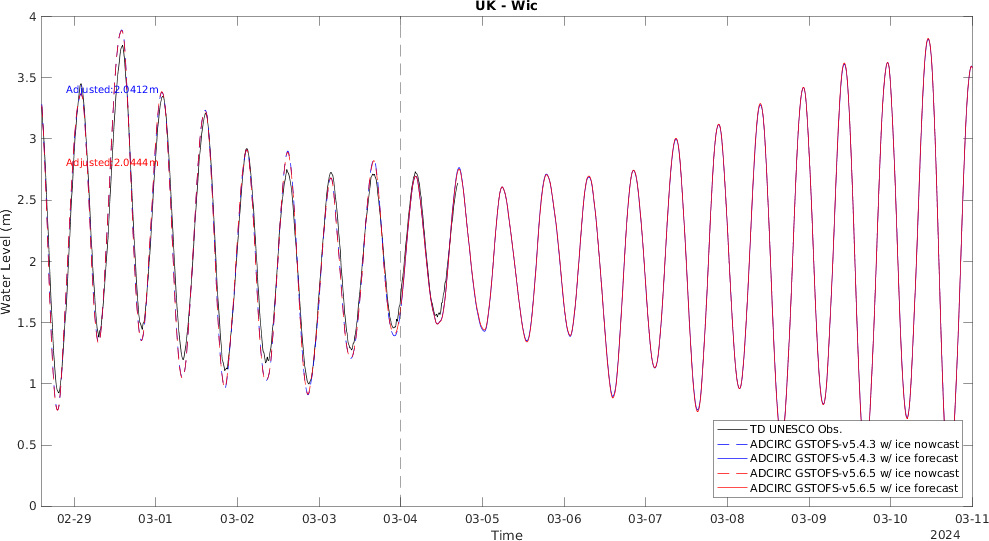 UK - Wic
4
3.5
3
2.5
2
1.5
1
0.5
0
Water Level (m)
Adjusted:2.0412m
Adjusted:2.0444m
TD UNESCO Obs.
ADCIRC GSTOFS-v5.4.3 w/ ice nowcast
ADCIRC GSTOFS-v5.4.3 w/ ice forecast
ADCIRC GSTOFS-v5.6.5 w/ ice nowcast
ADCIRC GSTOFS-v5.6.5 w/ ice forecast
02-29 03-01 03-02 03-03 03-04 03-05 03-06 03-07 03-08 03-09 03-10 03-11
Time
2024